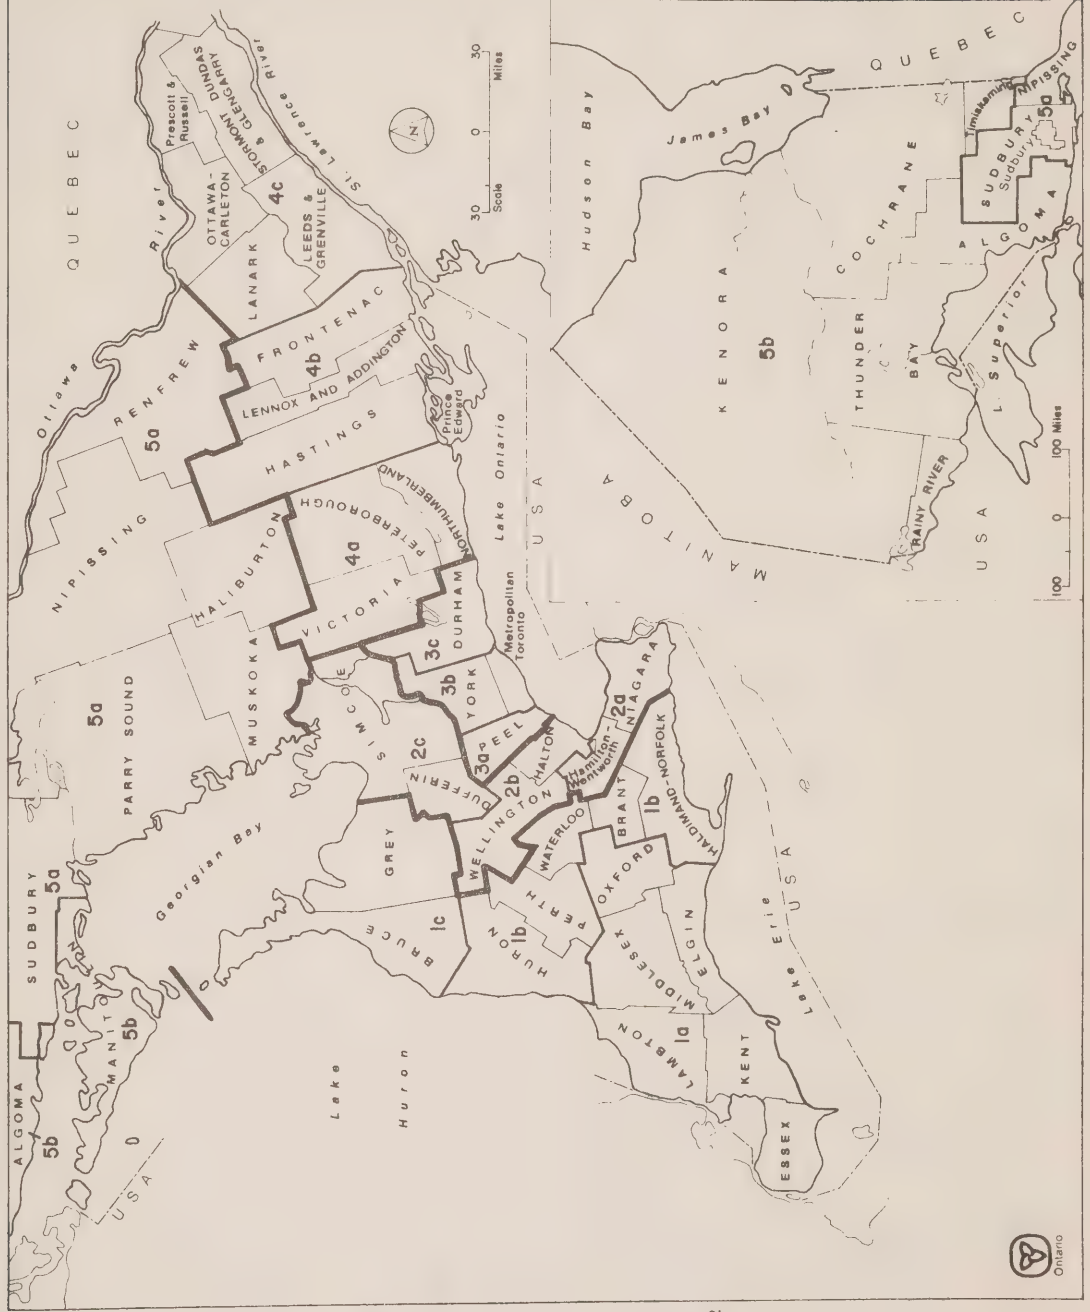 QUEBEC
Ottawa River
Prescott & Russell
STORMONT DUNDAS & GLENGARRY
OTTAWA-CARLETON
4c
LEEDS & GRENVILLE
LANARK
St. Lawrence River
N
30 0 30
Scale Miles
RENFREW
5a
FRONTENAC
4b
LENNOX AND ADDINGTON
HASTINGS
Prince Edward
NIPISSING
HALIBURTON
PETERBOROUGH
4a
NORTHUMBERLAND
VICTORIA
Lake Ontario
USA
DURHAM
3c
Metropolitan Toronto
5a
PARRY SOUND
MUSKOKA
SIMCOE
2c
3b
YORK
3a
PEEL
DUFFERIN
2b
HALTON
WELLINGTON
Hamilton-Wentworth
2a
NIAGARA
Georgian Bay
GREY
BRUCE
1c
WATERLOO
BRANT
1b
HALDIMAND-NORFOLK
OXFORD
PERTH
1b
HURON
MIDDLESEX
ELGIN
LAMBTON
1a
KENT
ESSEX
Lake Erie
USA
SUDBURY
5a
MANITO
5b
ALGOMA
5b
USA
Lake Huron
Hudson Bay
James Bay
QUEBEC
Timiskaming
NIPISSING
SUDBURY
Sudbury
5a
COCHRANE
ALGOMA
KENORA
5b
THUNDER BAY
L. Superior
RAINY RIVER
MANITOBA
USA
100 0 100 Miles
Ontario